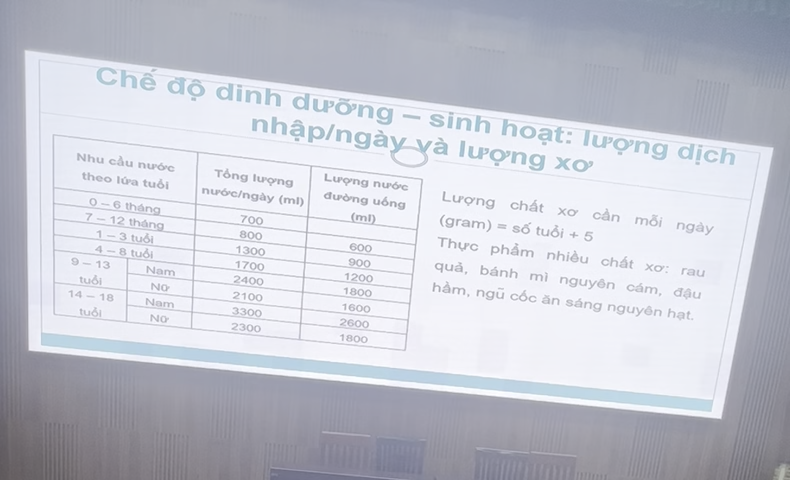 Chế độ dinh dưỡng – sinh hoạt: lượng dịch
nhập/ngày và lượng xơ
Nhu cầu nước
theo lứa tuổi
Tổng lượng
nước/ngày (ml)
Lượng nước
đường uống
(ml)
0 – 6 tháng 700
7 – 12 tháng 800 600
1 – 3 tuổi 1300 900
4 – 8 tuổi 1700 1200
9 – 13
tuổi
Nam 2400 1800
Nữ 2100 1600
14 – 18
tuổi
Nam 3300 2600
Nữ 2300 1800
Lượng chất xơ cần mỗi ngày
(gram) = số tuổi + 5
Thực phẩm nhiều chất xơ: rau
quả, bánh mì nguyên cám, đậu
hầm, ngũ cốc ăn sáng nguyên hạt.